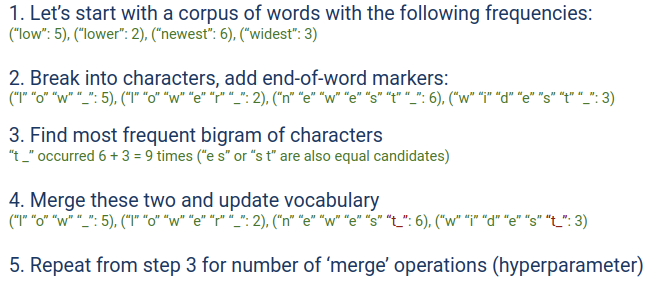 1. Let’s start with a corpus of words with the following frequencies:
(“low”: 5), (“lower”: 2), (“newest”: 6), (“widest”: 3)
2. Break into characters, add end-of-word markers:
(“l” “o” “w” “_”: 5), (“l” “o” “w” “e” “r” “_”: 2), (“n” “e” “w” “e” “s” “t” “_”: 6), (“w” “i” “d” “e” “s” “t” “_”: 3)
3. Find most frequent bigram of characters
“t _” occurred 6 + 3 = 9 times (“e s” or “s t” are also equal candidates)
4. Merge these two and update vocabulary
(“l” “o” “w” “_”: 5), (“l” “o” “w” “e” “r” “_”: 2), (“n” “e” “w” “e” “s” “t_”: 6), (“w” “i” “d” “e” “s” “t_”: 3)
5. Repeat from step 3 for number of ‘merge’ operations (hyperparameter)